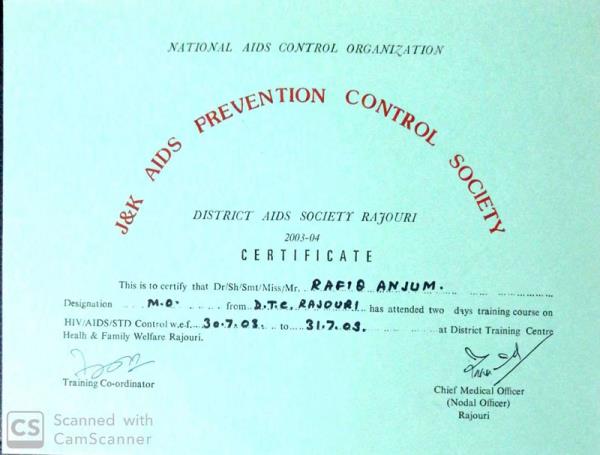 NATIONAL AIDS CONTROL ORGANIZATION
J&K AIDS PREVENTION CONTROL SOCIETY
DISTRICT AIDS SOCIETY RAJOURI
2003-04
CERTIFICATE
This is to certify that Dr/Sh/Smt/Miss/Mr. RAFIQ ANJUM.
Designation M.O. from D.T.C. RAJOURI has attended two days training course on
HIV/AIDS/STD Control w.e.f. 30.7.03. to 31.7.03. at District Training Centre
Healh & Family Welfare Rajouri.
Training Co-ordinator
Chief Medical Officer
(Nodal Officer)
Rajouri
CS Scanned with
CamScanner